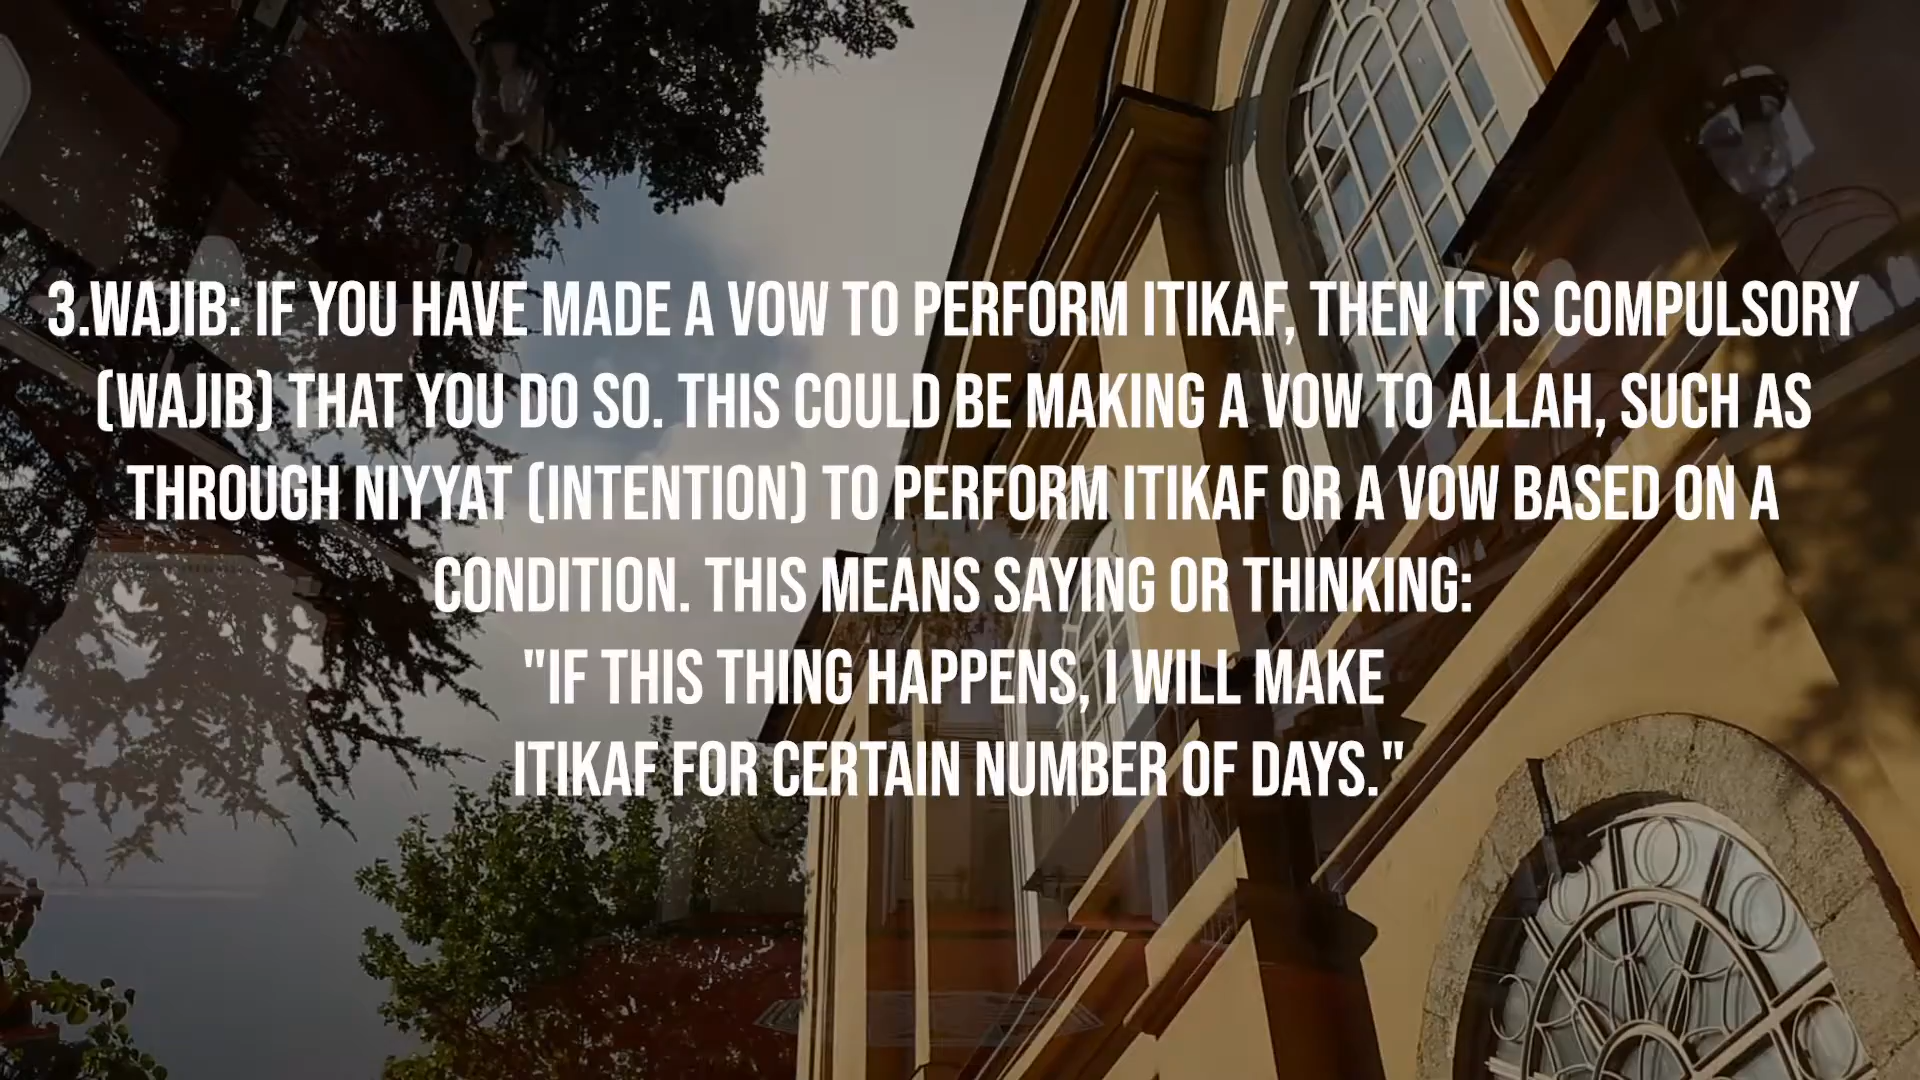 3.WAJIB: IF YOU HAVE MADE A VOW TO PERFORM ITIKAF, THEN IT IS COMPULSORY
(WAJIB) THAT YOU DO SO. THIS COULD BE MAKING A VOW TO ALLAH, SUCH AS
THROUGH NIYYAT (INTENTION) TO PERFORM ITIKAF OR A VOW BASED ON A
CONDITION. THIS MEANS SAYING OR THINKING:
"IF THIS THING HAPPENS, I WILL MAKE
ITIKAF FOR CERTAIN NUMBER OF DAYS."